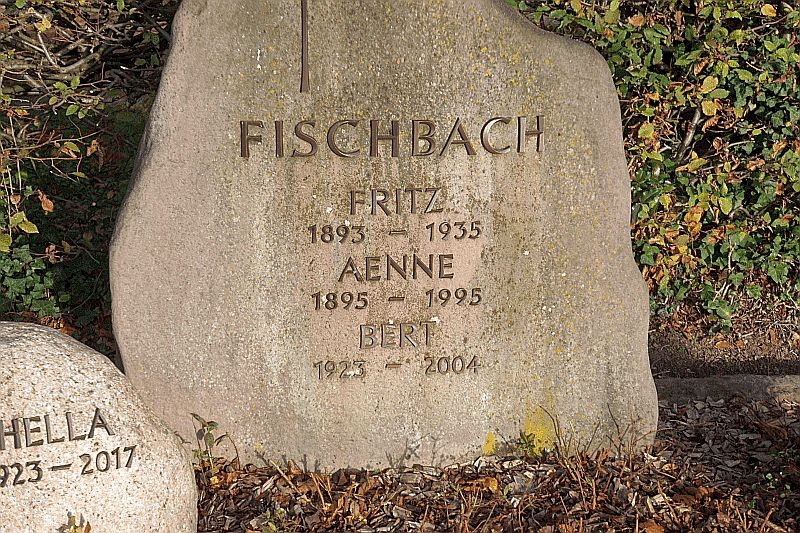 FISCHBACH
FRITZ
1893 – 1935
AENNE
1895 – 1995
BERT
1923 – 2004
HELLA
1923 – 2017